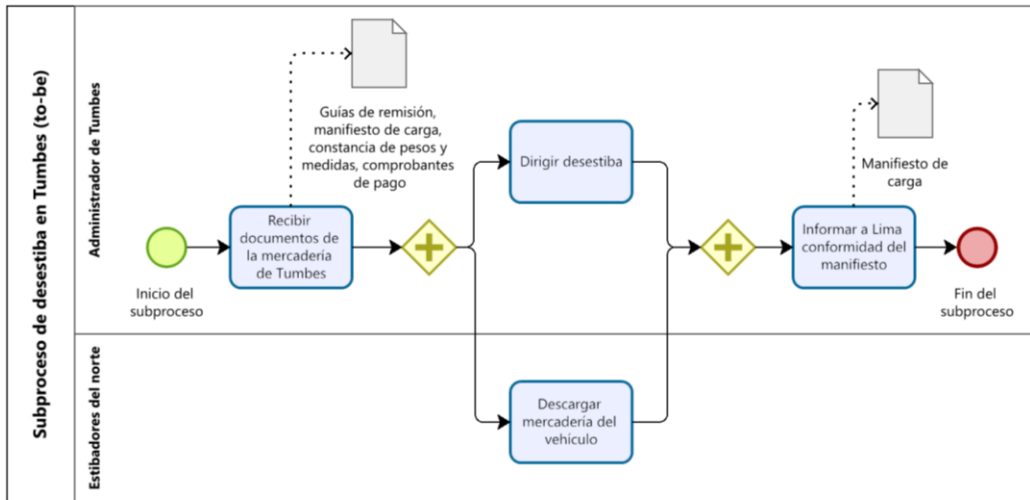 Subproceso de desestiba en Tumbes (to-be)
Administrador de Tumbes
Inicio del
subproceso
Recibir
documentos de
la mercadería
de Tumbes
Guías de remisión,
manifiesto de carga,
constancia de pesos y
medidas, comprobantes
de pago
Dirigir desestiba
Informar a Lima
conformidad del
manifiesto
Manifiesto de
carga
Fin del
subproceso
Estibadores del norte
Descargar
mercadería del
vehículo